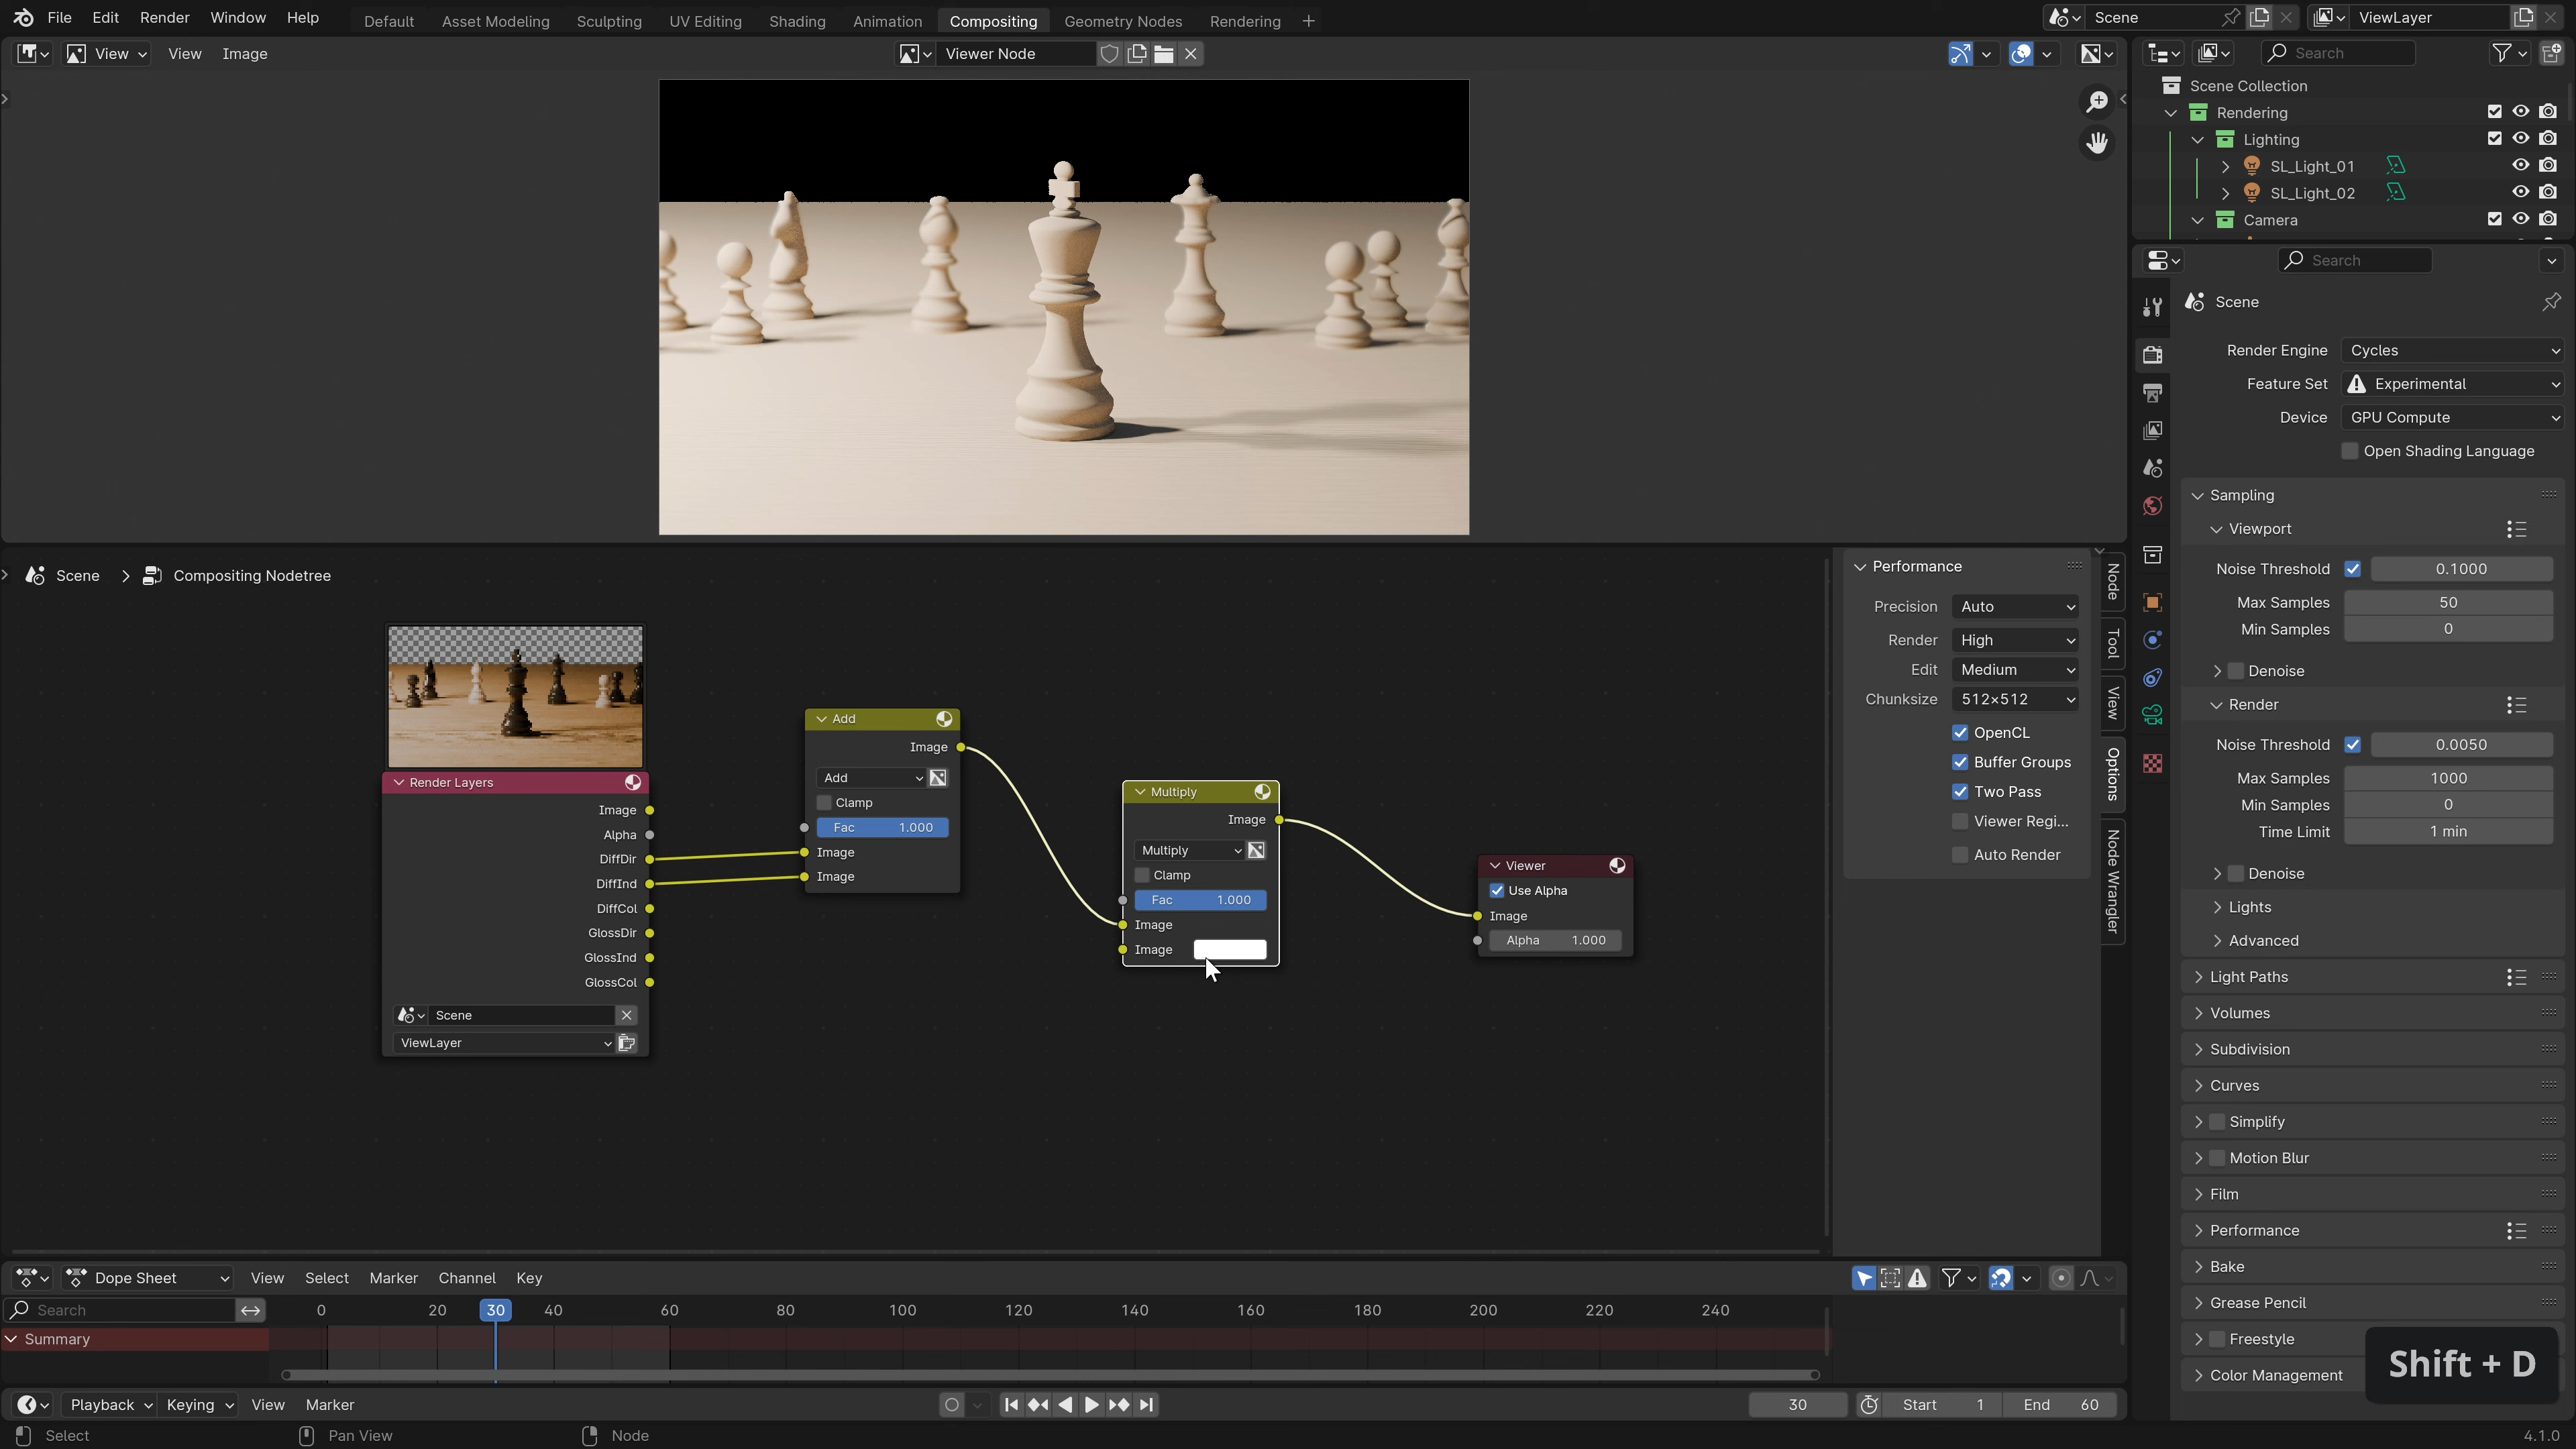 File Edit Render Window Help Default Asset Modeling Sculpting UV Editing Shading Animation Compositing Geometry Nodes Rendering + Scene ViewLayer
View View Image Viewer Node Search
Scene Collection
Rendering
Lighting
SL_Light_01
SL_Light_02
Camera
Search
Scene
Render Engine Cycles
Feature Set Experimental
Device GPU Compute
Open Shading Language
Sampling
Viewport
Noise Threshold 0.1000
Max Samples 50
Min Samples 0
Denoise
Render
Noise Threshold 0.0050
Max Samples 1000
Min Samples 0
Time Limit 1 min
Denoise
Lights
Advanced
Light Paths
Volumes
Subdivision
Curves
Simplify
Motion Blur
Film
Performance
Bake
Grease Pencil
Freestyle
Color Management
Shift + D
Scene > Compositing Nodetree
Render Layers
Image
Alpha
DiffDir
DiffInd
DiffCol
GlossDir
GlossInd
GlossCol
Scene
ViewLayer
Add
Image
Add
Clamp
Fac 1.000
Image
Image
Multiply
Image
Multiply
Clamp
Fac 1.000
Image
Image
Viewer
Use Alpha
Image
Alpha 1.000
Performance
Precision Auto
Render High
Edit Medium
Chunksize 512×512
OpenCL
Buffer Groups
Two Pass
Viewer Regi...
Auto Render
Node
Tool
View
Options
Node Wrangler
Dope Sheet View Select Marker Channel Key
Search 0 20 30 40 60 80 100 120 140 160 180 200 220 240
Summary
Playback Keying View Marker 30 Start 1 End 60
Select Pan View Node 4.1.0